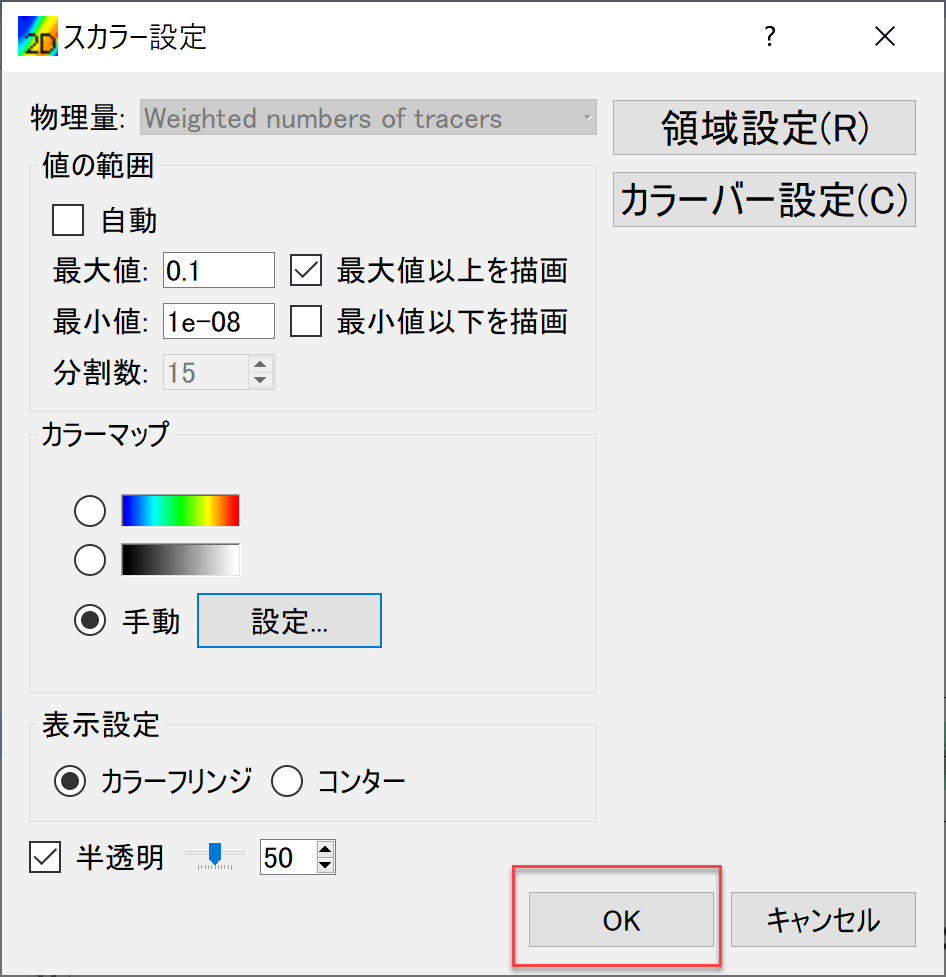 2D スカラー設定 ?
物理量: Weighted numbers of tracers
領域設定(R)
カラーバー設定(C)
値の範囲
自動
最大値: 0.1 最大値以上を描画
最小値: 1e-08 最小値以下を描画
分割数: 15
カラーマップ
手動 設定...
表示設定
カラーフリンジ コンター
半透明 50
OK キャンセル